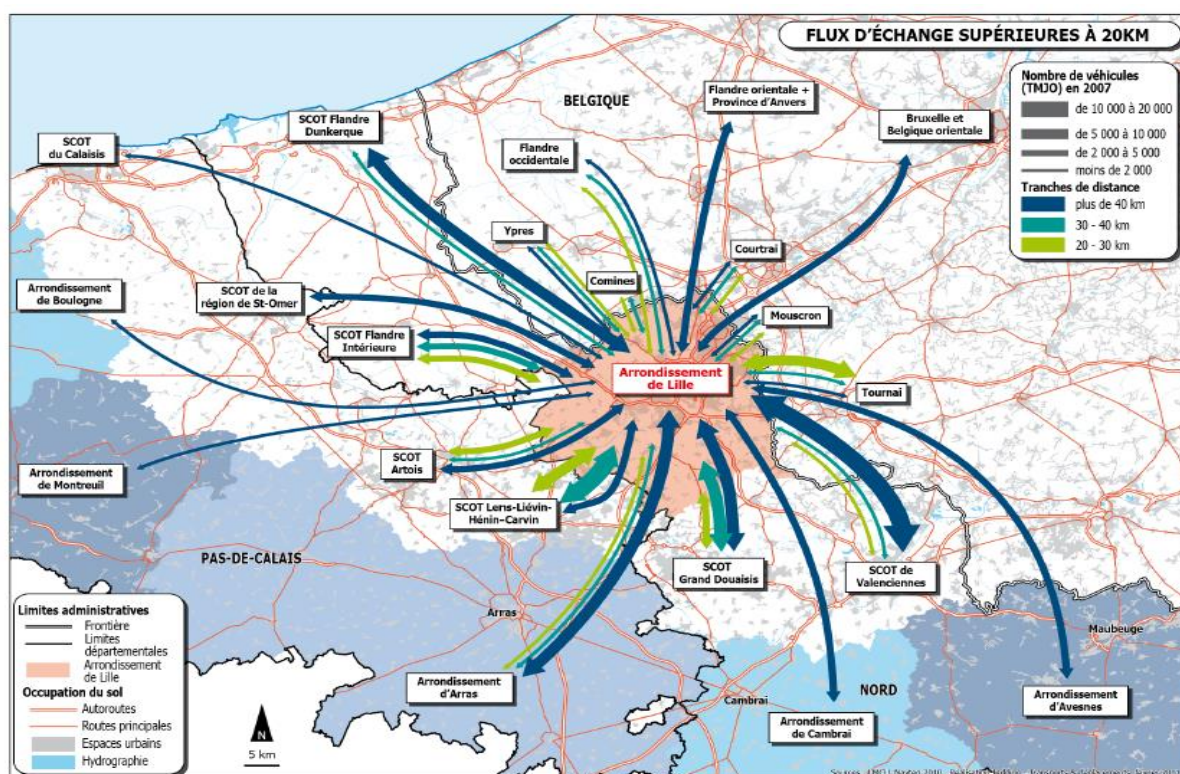 FLUX D'ÉCHANGE SUPÉRIEURES À 20KM
Nombre de véhicules
(TMJO) en 2007
de 10 000 à 20 000
de 5 000 à 10 000
de 2 000 à 5 000
moins de 2 000
Tranches de distance
plus de 40 km
30 - 40 km
20 - 30 km
BELGIQUE
Flandre orientale +
Province d'Anvers
Bruxelle et
Belgique orientale
SCOT Flandre
Dunkerque
SCOT
du Calaisis
Flandre
occidentale
Ypres
Courtrai
Comines
Arrondissement
de Boulogne
SCOT de la
région de St-Omer
Mouscron
SCOT Flandre
Intérieure
Arrondissement
de Lille
Tournai
Arrondissement
de Montreuil
SCOT
Artois
SCOT Lens-Liévin-
Hénin-Carvin
PAS-DE-CALAIS
SCOT
Grand Douaisis
SCOT de
Valenciennes
Arras
Maubeuge
Arrondissement
d'Arras
Cambrai
NORD
Arrondissement
d'Avesnes
Arrondissement
de Cambrai
Limites administratives
Frontière
Limites
départementales
Arrondissement
de Lille
Occupation du sol
Autoroutes
Routes principales
Espaces urbains
Hydrographie
N
5 km